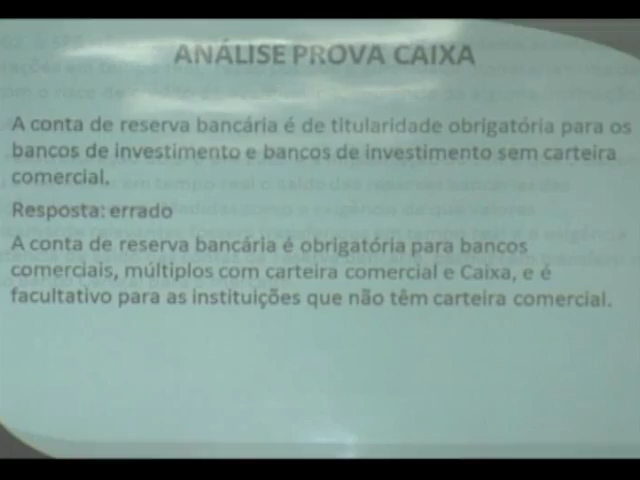 ANÁLISE PROVA CAIXA
A conta de reserva bancária é de titularidade obrigatória para os
bancos de investimento e bancos de investimento sem carteira
comercial.
Resposta: errado
A conta de reserva bancária é obrigatória para bancos
comerciais, múltiplos com carteira comercial e Caixa, e é
facultativo para as instituições que não têm carteira comercial.